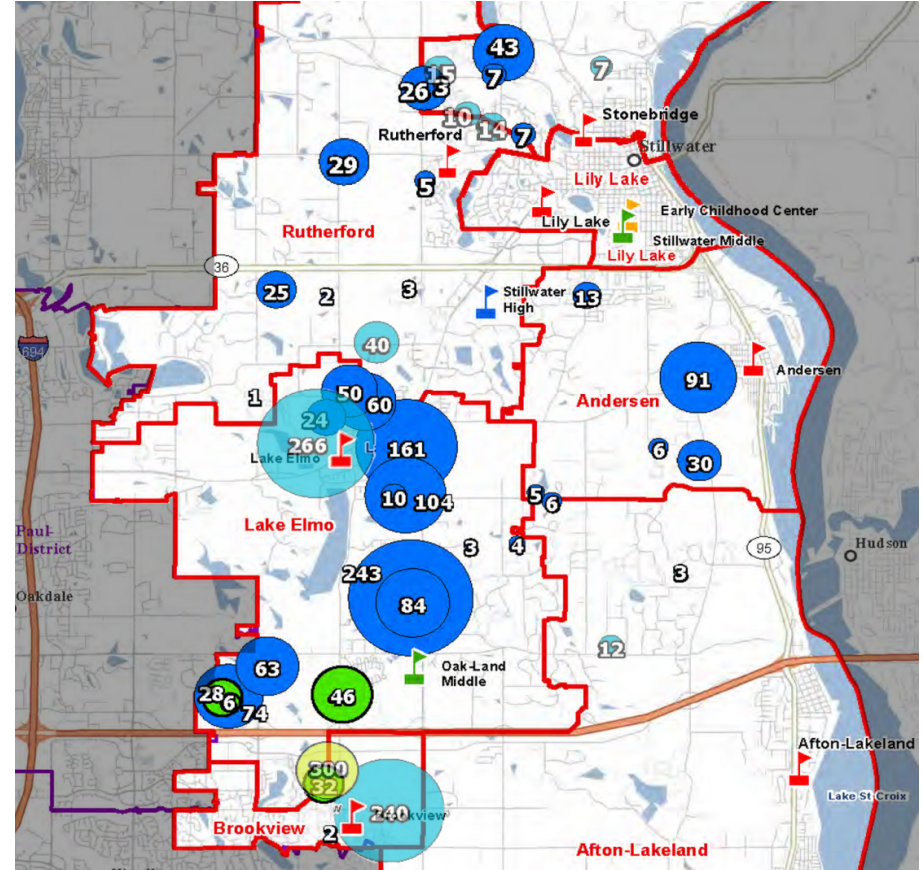 43
15
7
7
26
3
10
14
Stonebridge
Rutherford
7
Stillwater
29
5
Lily Lake
Lily Lake
Early Childhood Center
Rutherford
Stillwater Middle
Lily Lake
36
25
2
3
Stillwater
High
13
694
40
91
Andersen
1
50
60
Andersen
24
266
161
Lake Elmo
6
30
10
104
5
6
Lake Elmo
Paul-
District
3
4
95
Hudson
243
3
84
Oakdale
12
63
Oak-Land
Middle
28
6
46
74
Afton-Lakeland
300
32
240
Lake St Croix
Brookview
2
Afton-Lakeland